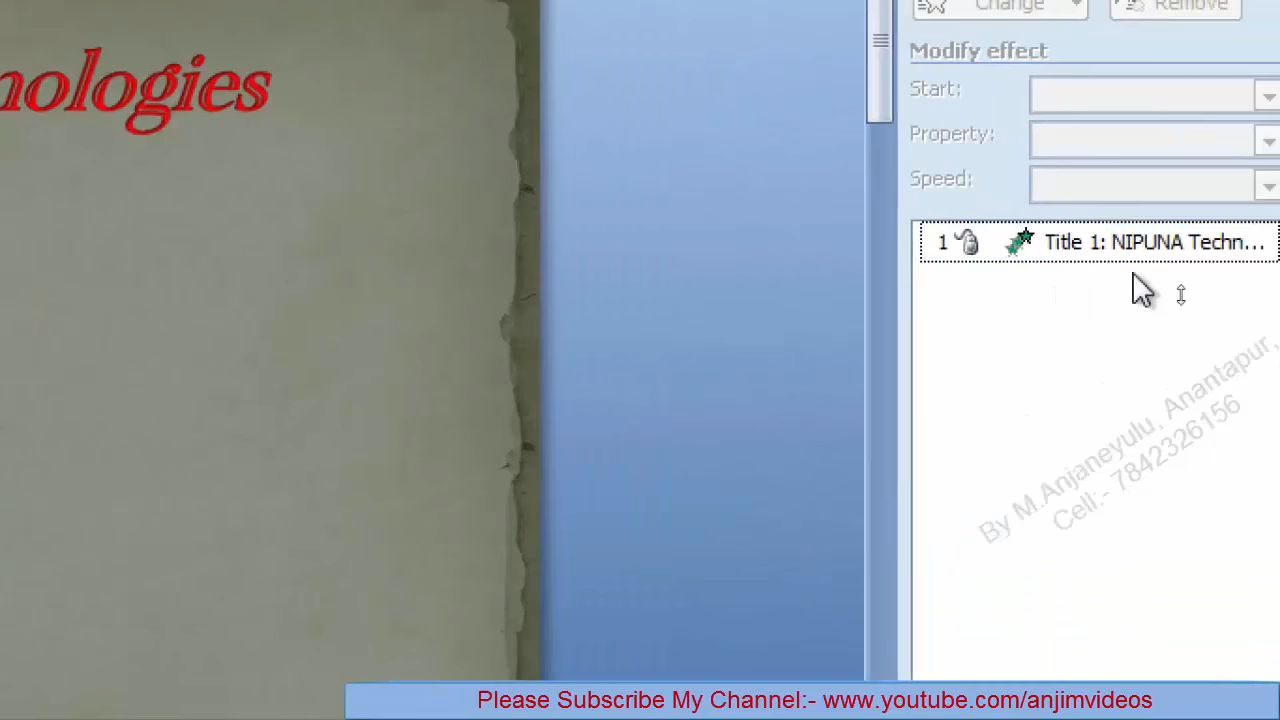 Change
Remove
nologies
Modify effect
Start:
Property:
Speed:
1 Title 1: NIPUNA Techn...
By M.Anjaneyulu, Anantapur,
Cell:- 7842326156
Please Subscribe My Channel:- www.youtube.com/anjimvideos